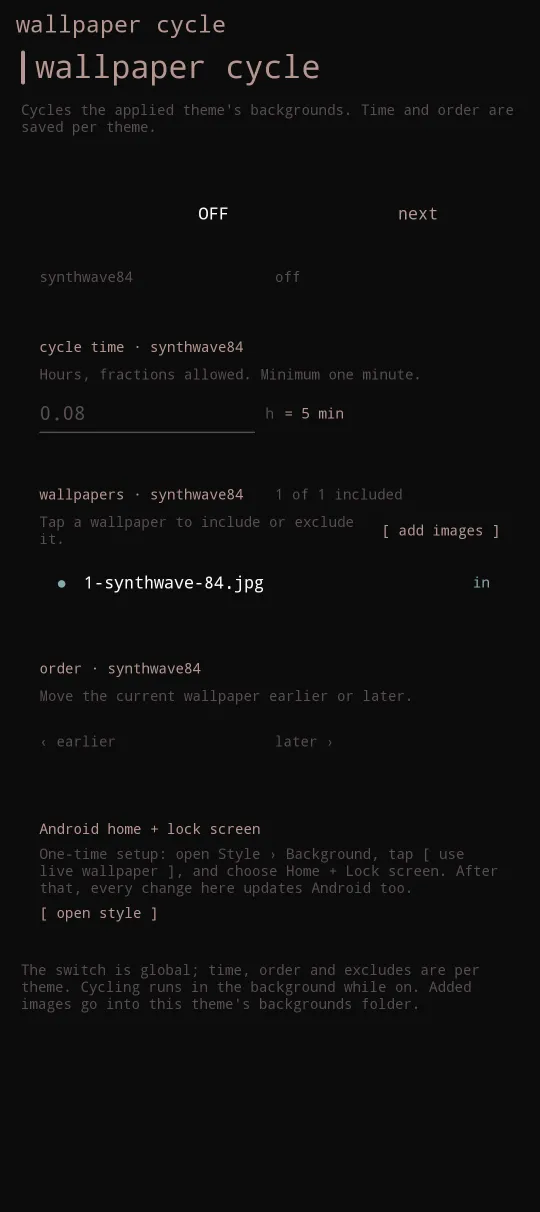 wallpaper cycle
wallpaper cycle
Cycles the applied theme's backgrounds. Time and order are
saved per theme.
OFF next
synthwave84 off
cycle time · synthwave84
Hours, fractions allowed. Minimum one minute.
0.08 h = 5 min
wallpapers · synthwave84 1 of 1 included
Tap a wallpaper to include or exclude
it.
[ add images ]
● 1-synthwave-84.jpg in
order · synthwave84
Move the current wallpaper earlier or later.
‹ earlier later ›
Android home + lock screen
One-time setup: open Style › Background, tap [ use
live wallpaper ], and choose Home + Lock screen. After
that, every change here updates Android too.
[ open style ]
The switch is global; time, order and excludes are per
theme. Cycling runs in the background while on. Added
images go into this theme's backgrounds folder.